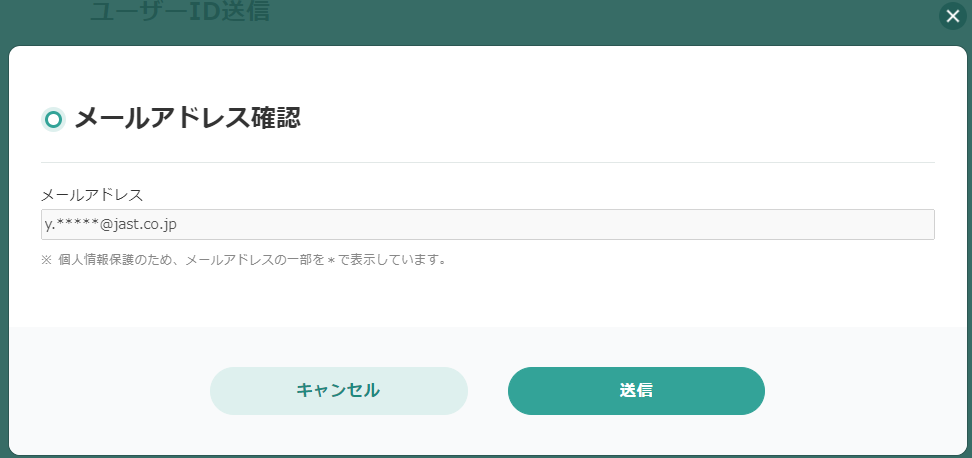 ユーザーID送信
メールアドレス確認
メールアドレス
y.*****@jast.co.jp
※ 個人情報保護のため、メールアドレスの一部を＊で表示しています。
キャンセル
送信